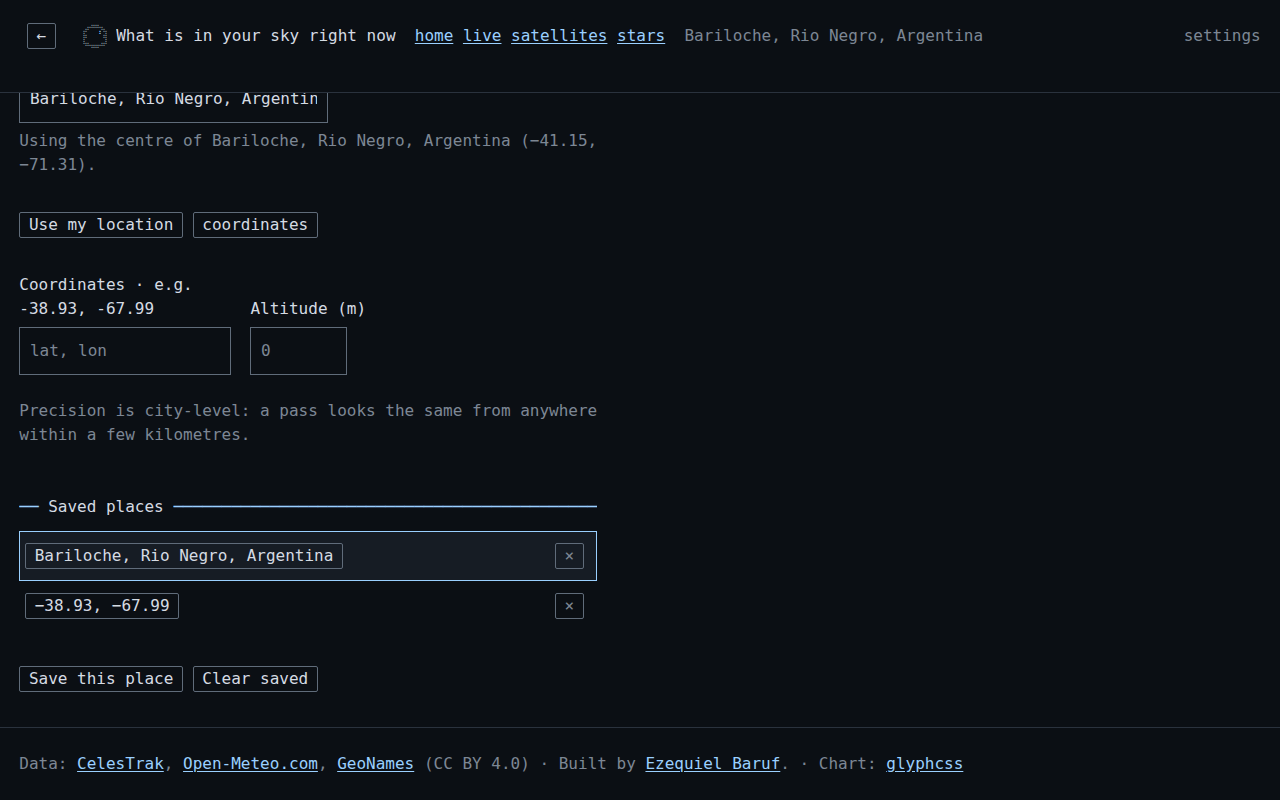 ← What is in your sky right now home live satellites stars Bariloche, Rio Negro, Argentina settings
Bariloche, Rio Negro, Argentin
Using the centre of Bariloche, Rio Negro, Argentina (−41.15,
−71.31).
Use my location coordinates
Coordinates · e.g.
-38.93, -67.99 Altitude (m)
lat, lon 0
Precision is city-level: a pass looks the same from anywhere
within a few kilometres.
Saved places
Bariloche, Rio Negro, Argentina ×
−38.93, −67.99 ×
Save this place Clear saved
Data: CelesTrak, Open-Meteo.com, GeoNames (CC BY 4.0) · Built by Ezequiel Baruf. · Chart: glyphcss